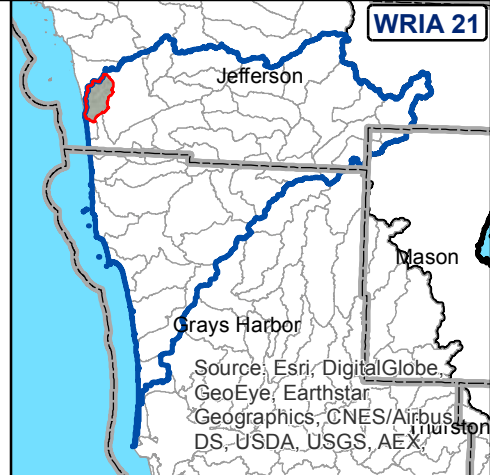 WRIA 21
Jefferson
Mason
Grays Harbor
Source: Esri, DigitalGlobe,
GeoEye, Earthstar
Geographics, CNES/Airbus
DS, USDA, USGS, AEX,
Thurston